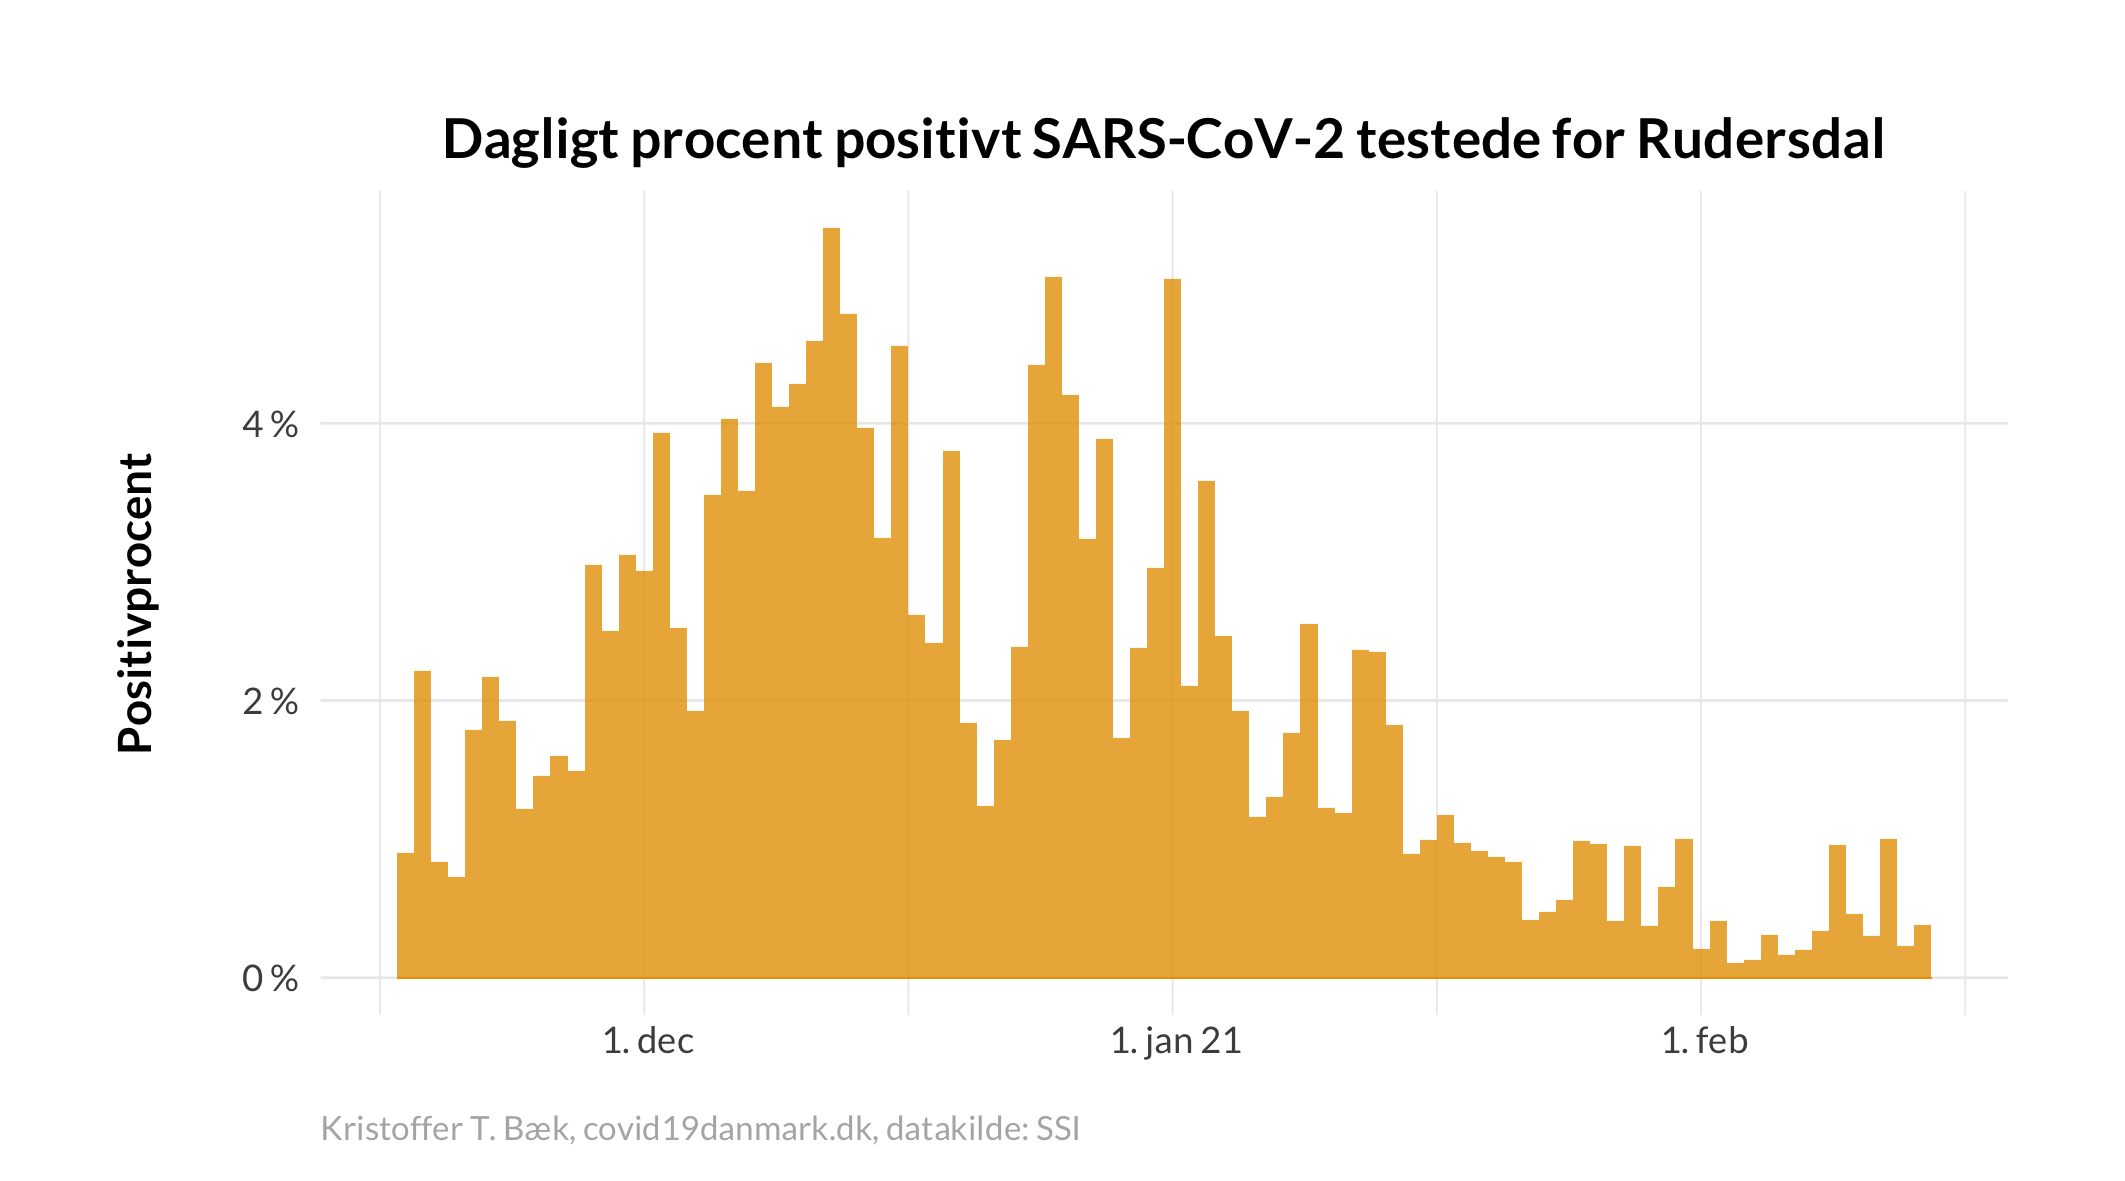 Dagligt procent positivt SARS-CoV-2 testede for Rudersdal
Positivprocent
4 %
2 %
0 %
1. dec
1. jan 21
1. feb
Kristoffer T. Bæk, covid19danmark.dk, datakilde: SSI